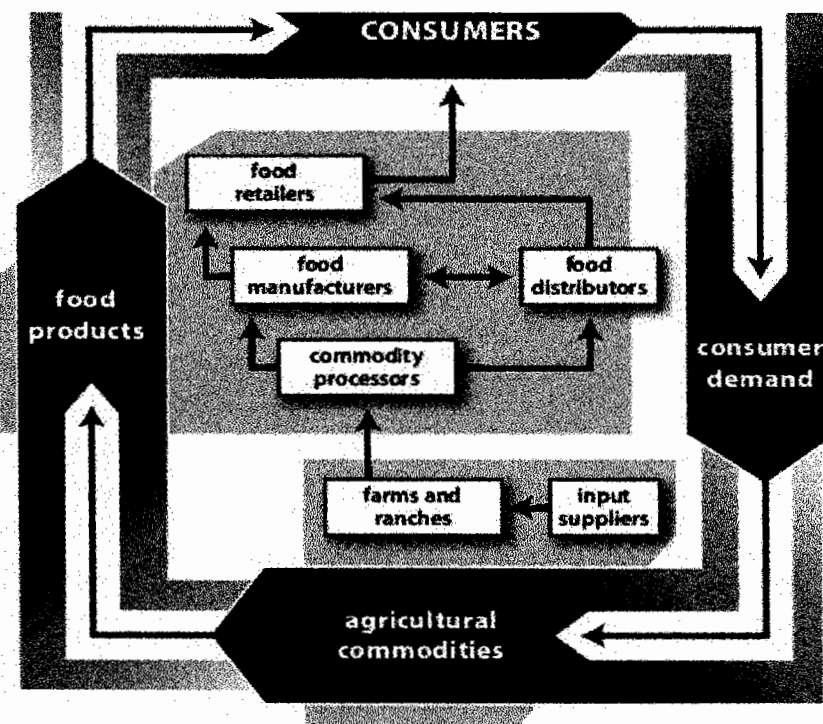 CONSUMERS
food
retailers
food
manufacturers
food
distributors
commodity
processors
food
products
consumer
demand
farms and
ranches
input
suppliers
agricultural
commodities